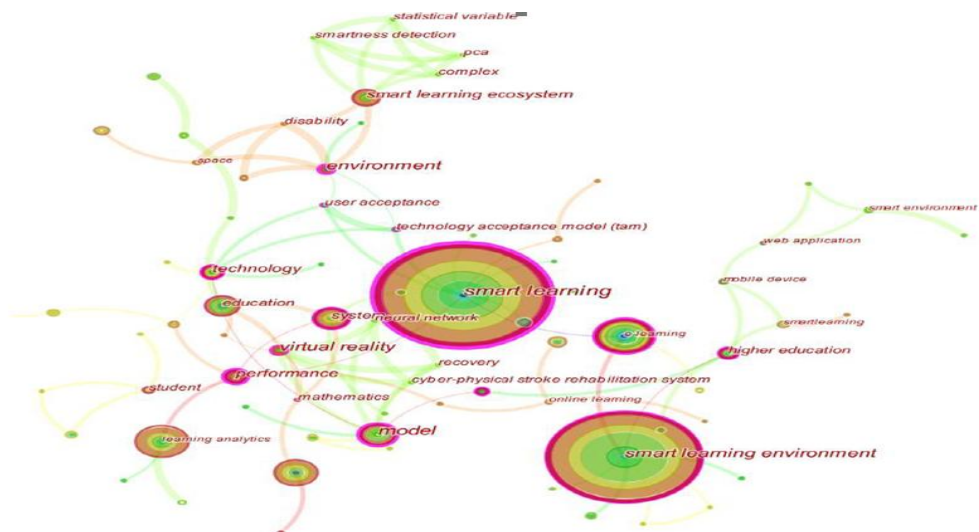 statistical variable
smartness detection
pca
complex
smart learning ecosystem
disability
space
environment
user acceptance
smart environment
technology acceptance model (tam)
web application
technology
mobile device
smart learning
education
system
neural network
smartlearning
e-learning
virtual reality
higher education
recovery
performance
cyber-physical stroke rehabilitation system
student
mathematics
online learning
model
learning analytics
smart learning environment